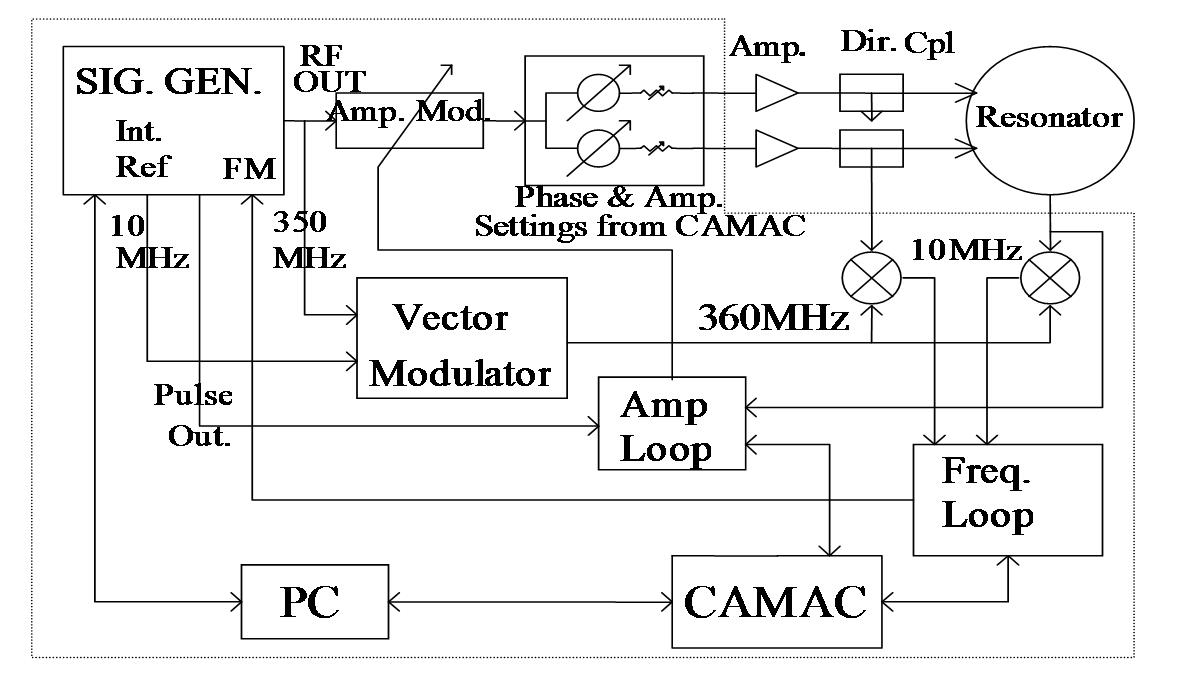 SIG. GEN.
Int.
Ref
FM
RF
OUT
Amp. Mod.
Amp.
Dir. Cpl
Resonator
Phase & Amp.
Settings from CAMAC
10
MHz
350
MHz
10MHz
Vector
Modulator
360MHz
Pulse
Out.
Amp
Loop
Freq.
Loop
PC
CAMAC